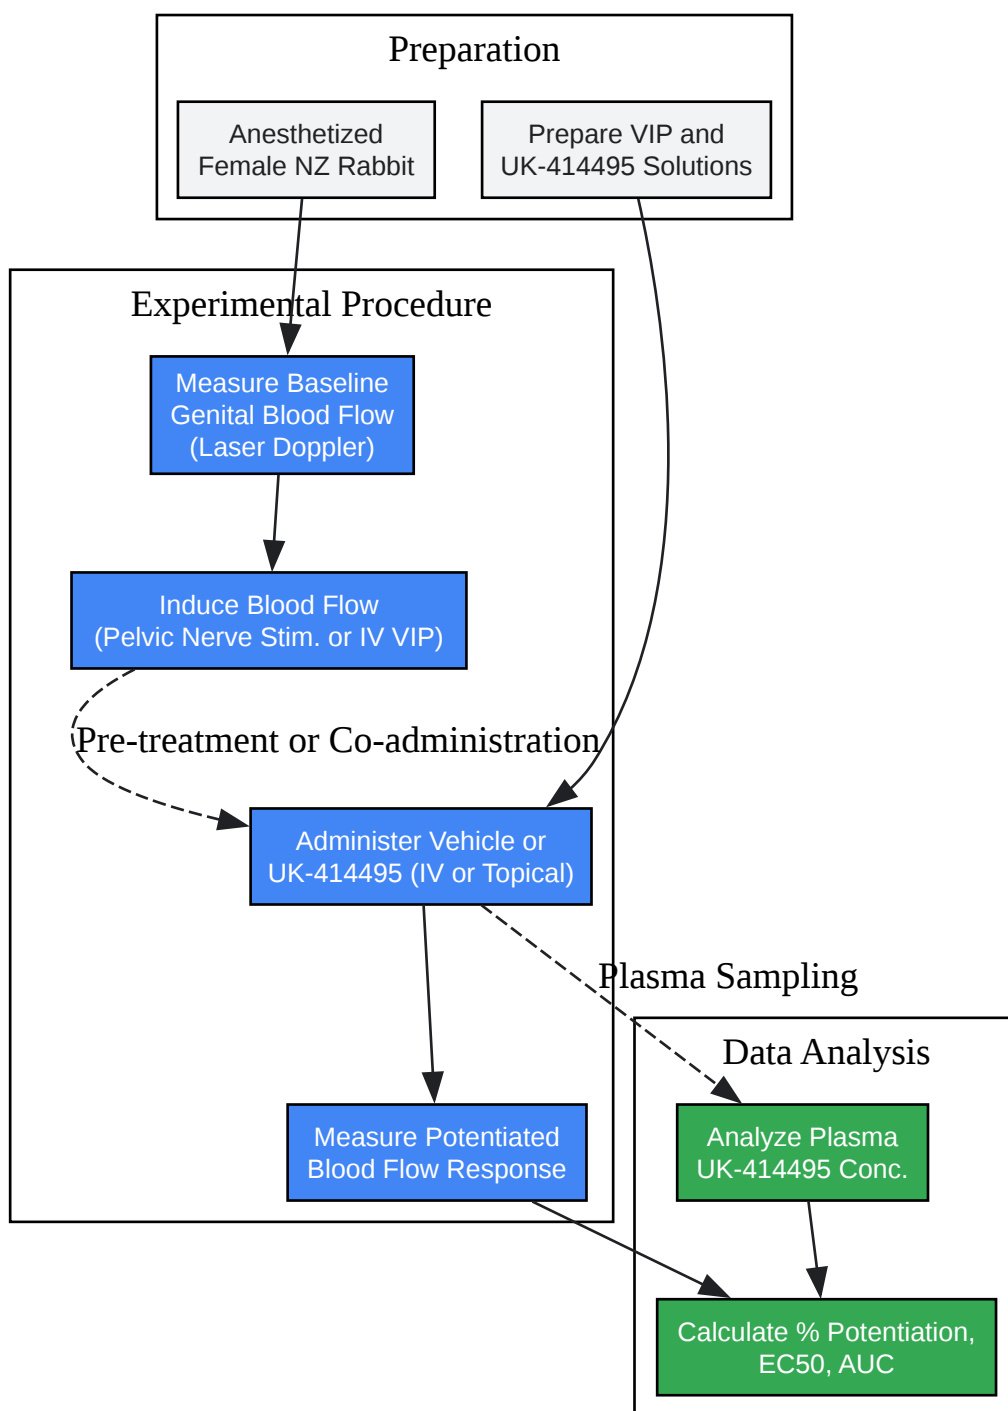 Preparation
Anesthetized
Female NZ Rabbit
Prepare VIP and
UK-414495 Solutions
Experimental Procedure
Measure Baseline
Genital Blood Flow
(Laser Doppler)
Induce Blood Flow
(Pelvic Nerve Stim. or IV VIP)
Pre-treatment or Co-administration
Administer Vehicle or
UK-414495 (IV or Topical)
Plasma Sampling
Measure Potentiated
Blood Flow Response
Data Analysis
Analyze Plasma
UK-414495 Conc.
Calculate % Potentiation,
EC50, AUC